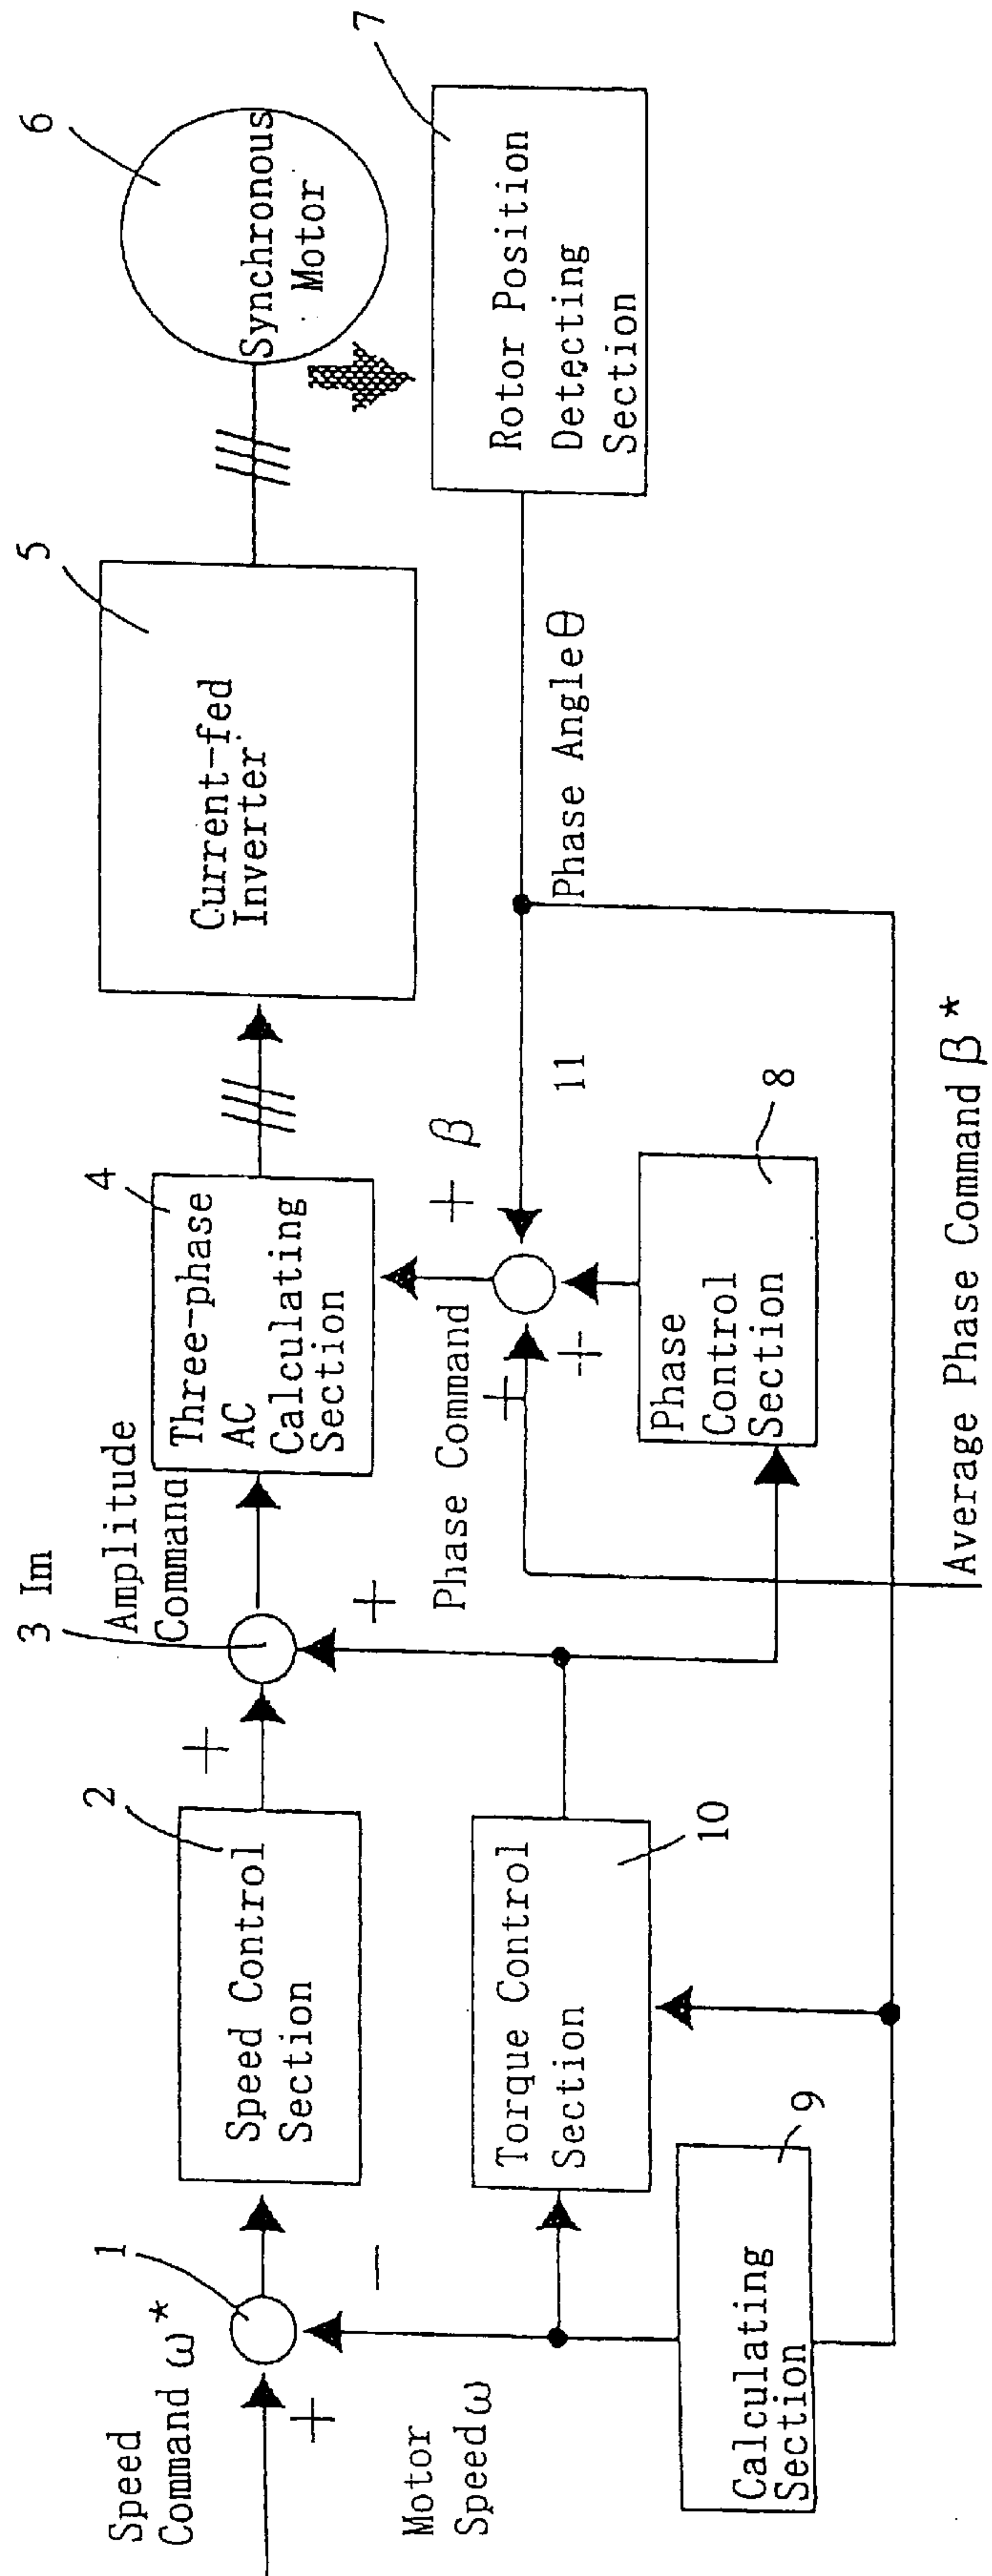 Speed
Command ω*
+
1
−
Motor
Speed ω
Speed Control
Section
2
+
3
Im
Amplitude
Command
+
Three-phase
AC
Calculating
Section
4
Current-fed
Inverter
5
Synchronous
Motor
6
Rotor Position
Detecting
Section
7
Phase Angle θ
11
+ β
Phase Command
+
+
Phase
Control
Section
8
Torque Control
Section
10
Calculating
Section
9
Average Phase Command β*